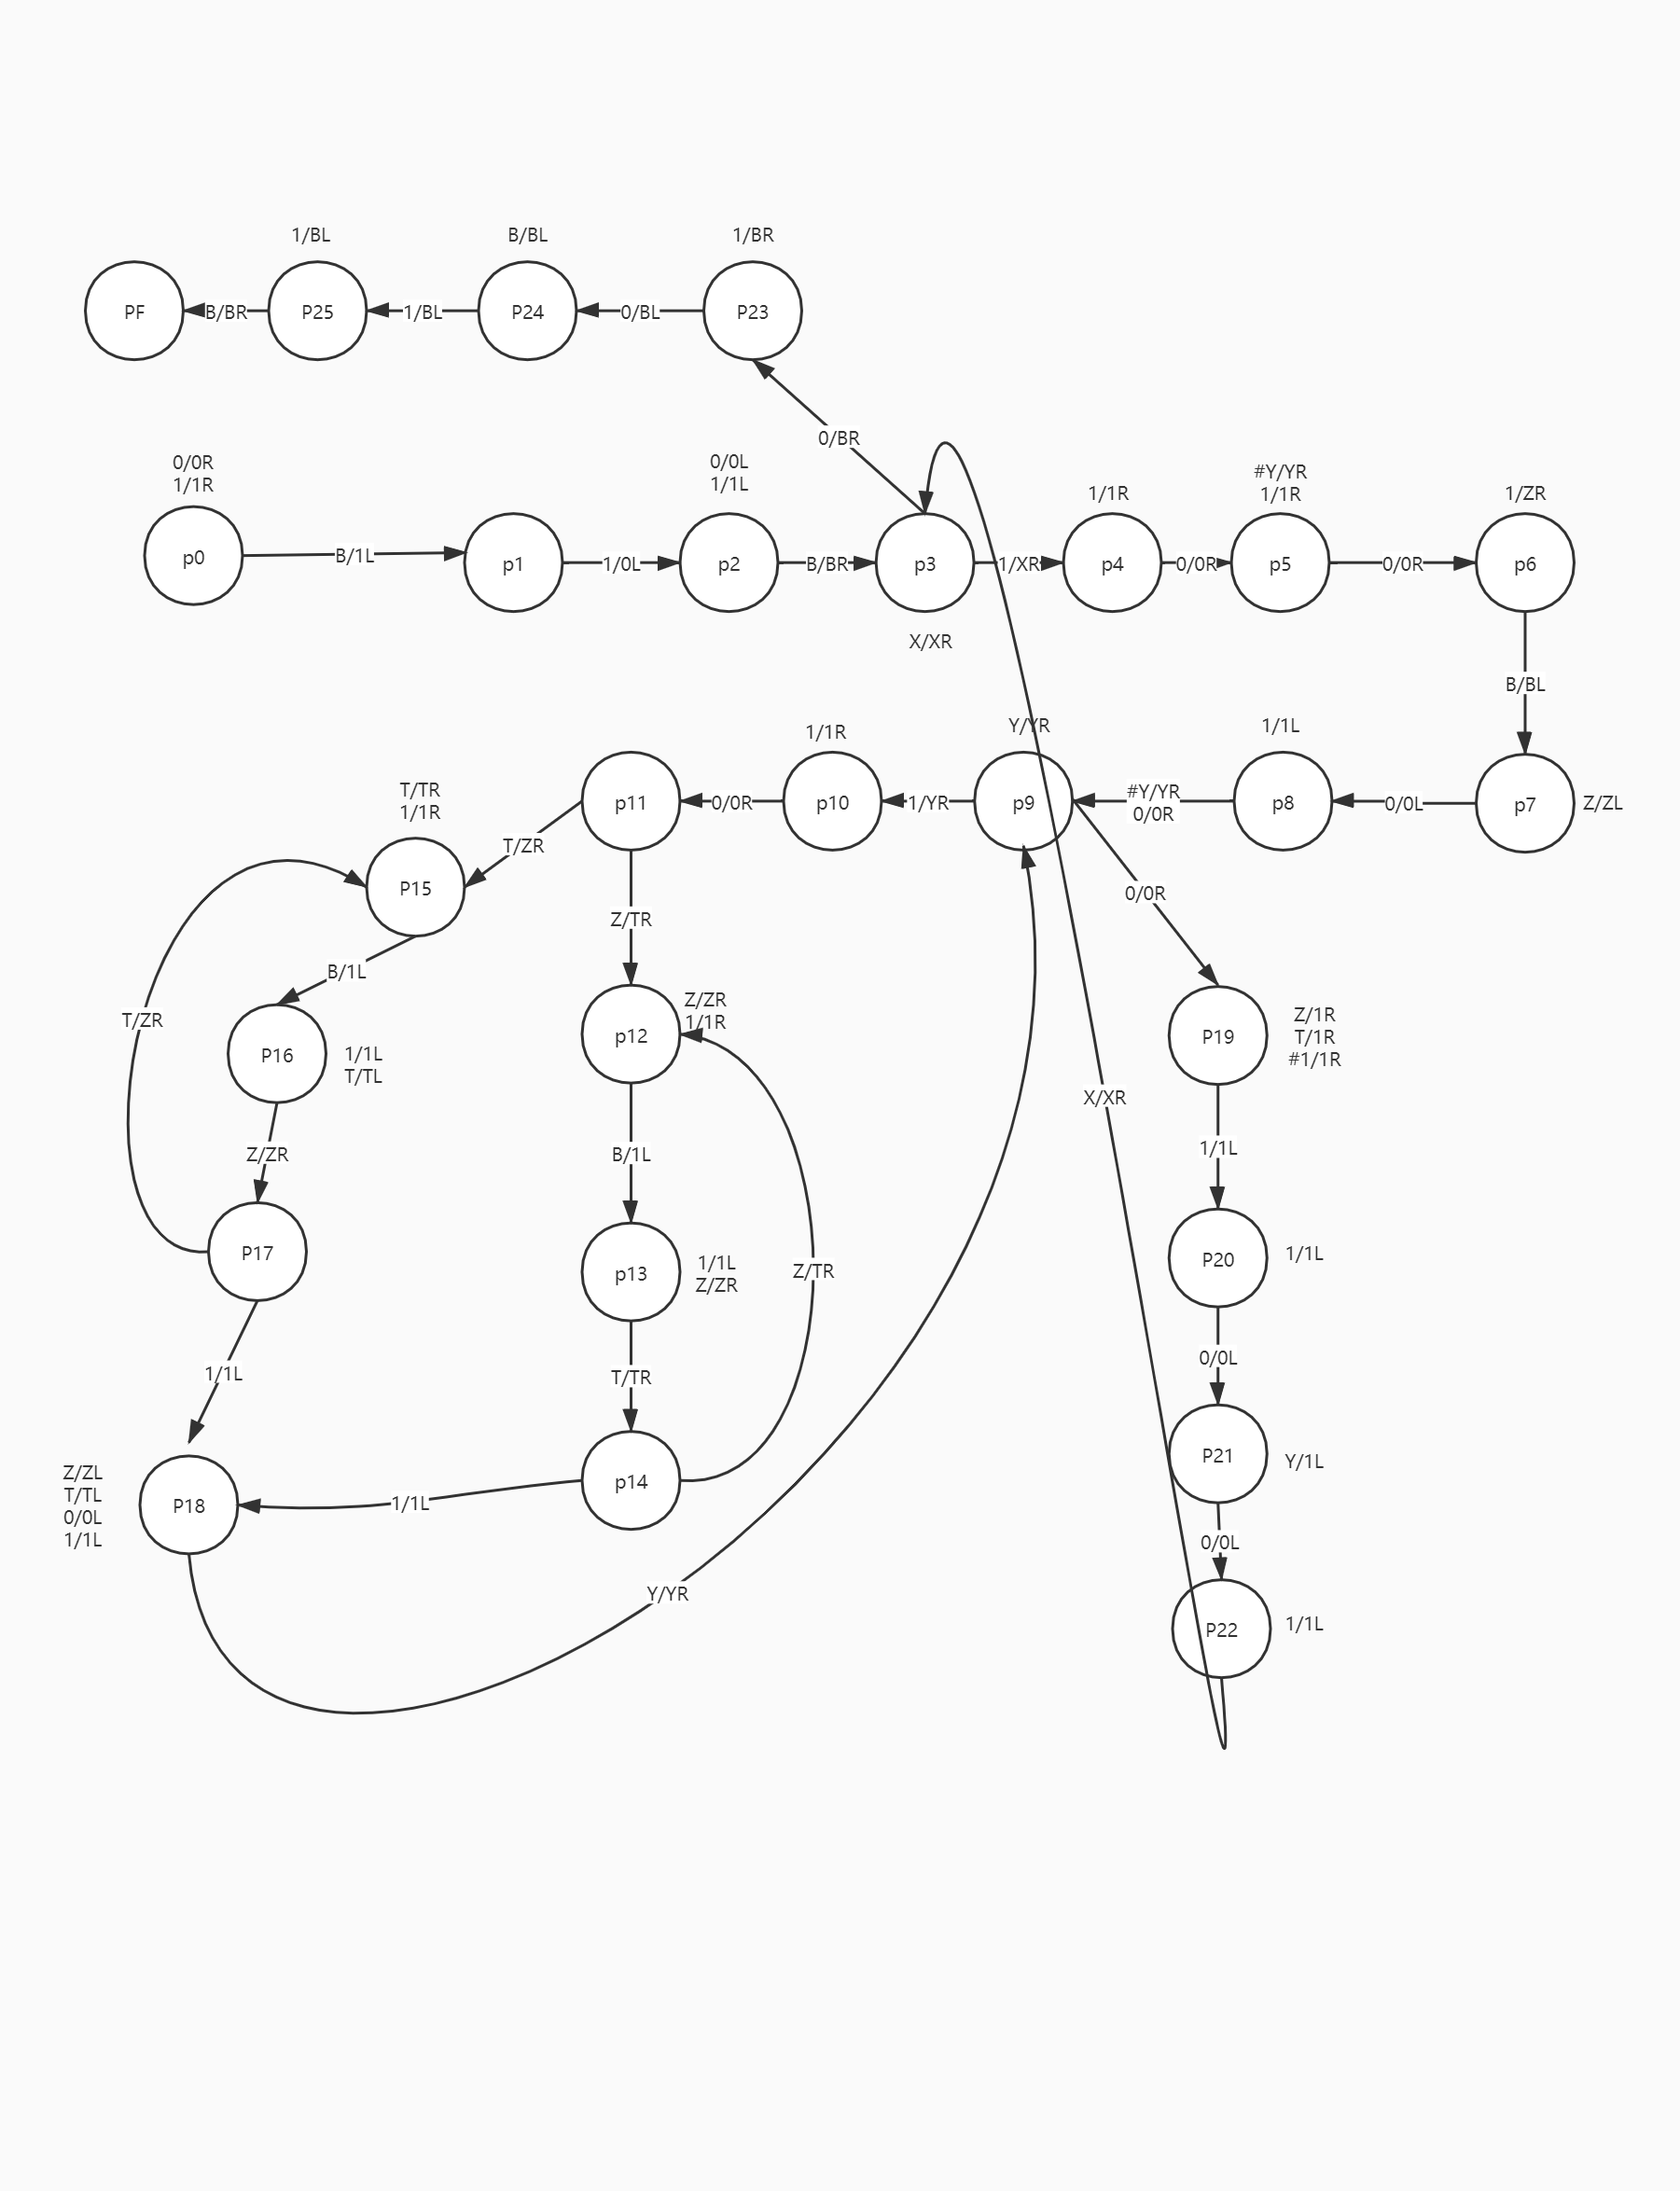 1/BL
B/BL
1/BR
PF
B/BR
P25
1/BL
P24
0/BL
P23
0/BR
0/0R
1/1R
0/0L
1/1L
1/1R
#Y/YR
1/1R
1/ZR
p0
B/1L
p1
1/0L
p2
B/BR
p3
1/XR
p4
0/0R
p5
0/0R
p6
X/XR
B/BL
T/TR
1/1R
p11
0/0R
1/1R
p10
1/YR
Y/YR
p9
#Y/YR
0/0R
1/1L
p8
0/0L
p7
Z/ZL
T/ZR
P15
Z/TR
0/0R
B/1L
T/ZR
P16
1/1L
T/TL
p12
Z/ZR
1/1R
P19
Z/1R
T/1R
#1/1R
X/XR
Z/ZR
B/1L
1/1L
P17
p13
1/1L
Z/ZR
Z/TR
P20
1/1L
1/1L
T/TR
0/0L
Z/ZL
T/TL
0/0L
1/1L
P18
1/1L
p14
P21
Y/1L
0/0L
Y/YR
P22
1/1L